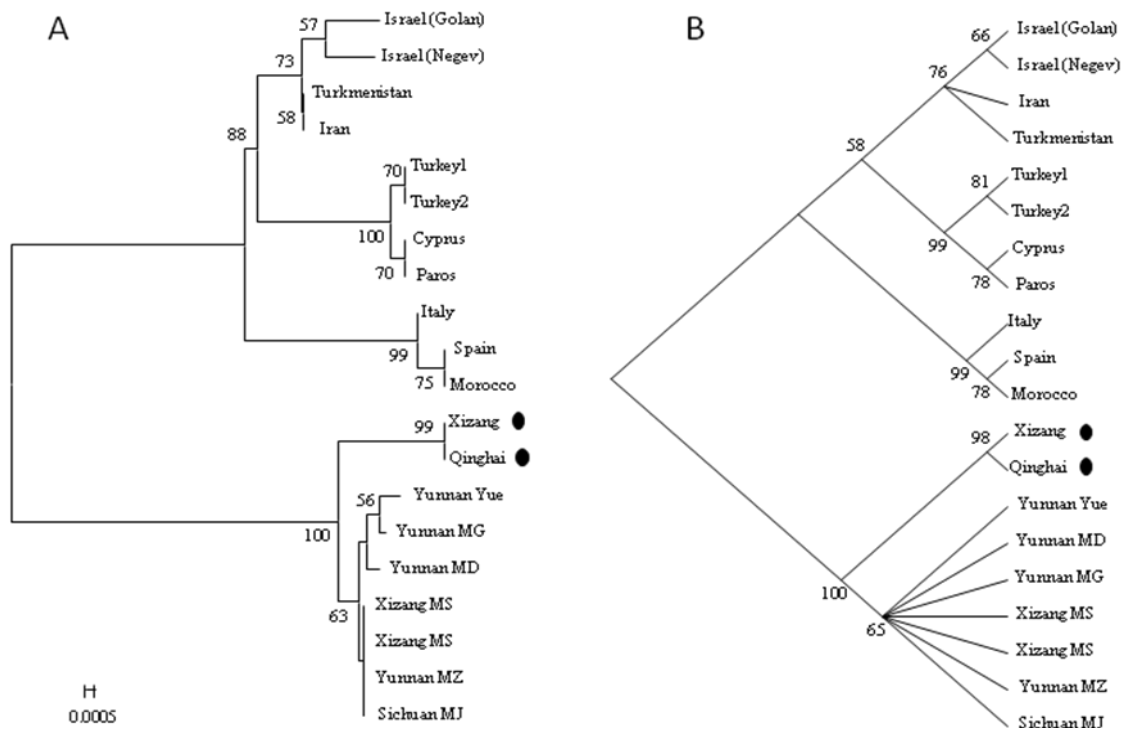 A
57
Israel (Golan)
Israel (Negev)
73
Turkmenistan
58
Iran
88
70
Turkey1
Turkey2
100
Cyprus
70
Paros
Italy
99
Spain
75
Morocco
99
Xizang
Qinghai
56
Yunnan Yue
Yunnan MG
100
Yunnan MD
Xizang MS
63
Xizang MS
Yunnan MZ
Sichuan MJ
H
0.0005
B
66
Israel (Golan)
Israel (Negev)
76
Iran
Turkmenistan
58
81
Turkey1
Turkey2
99
Cyprus
78
Paros
Italy
99
Spain
78
Morocco
98
Xizang
Qinghai
Yunnan Yue
Yunnan MD
100
Yunnan MG
Xizang MS
65
Xizang MS
Yunnan MZ
Sichuan MJ